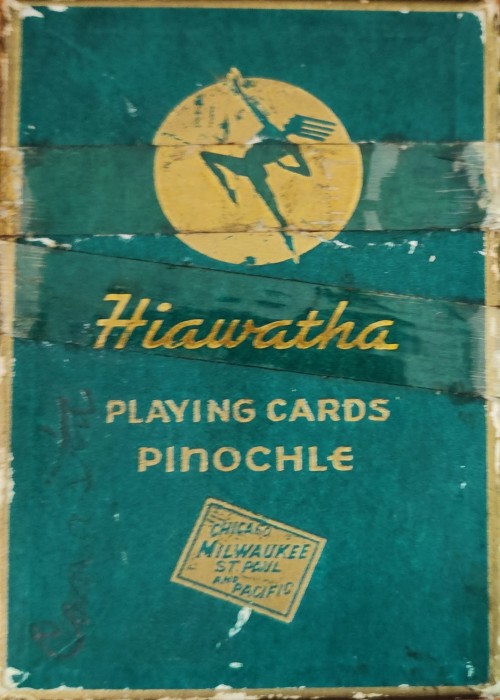 Hiawatha
PLAYING CARDS
PINOCHLE
CHICAGO
MILWAUKEE
ST. PAUL
AND
PACIFIC